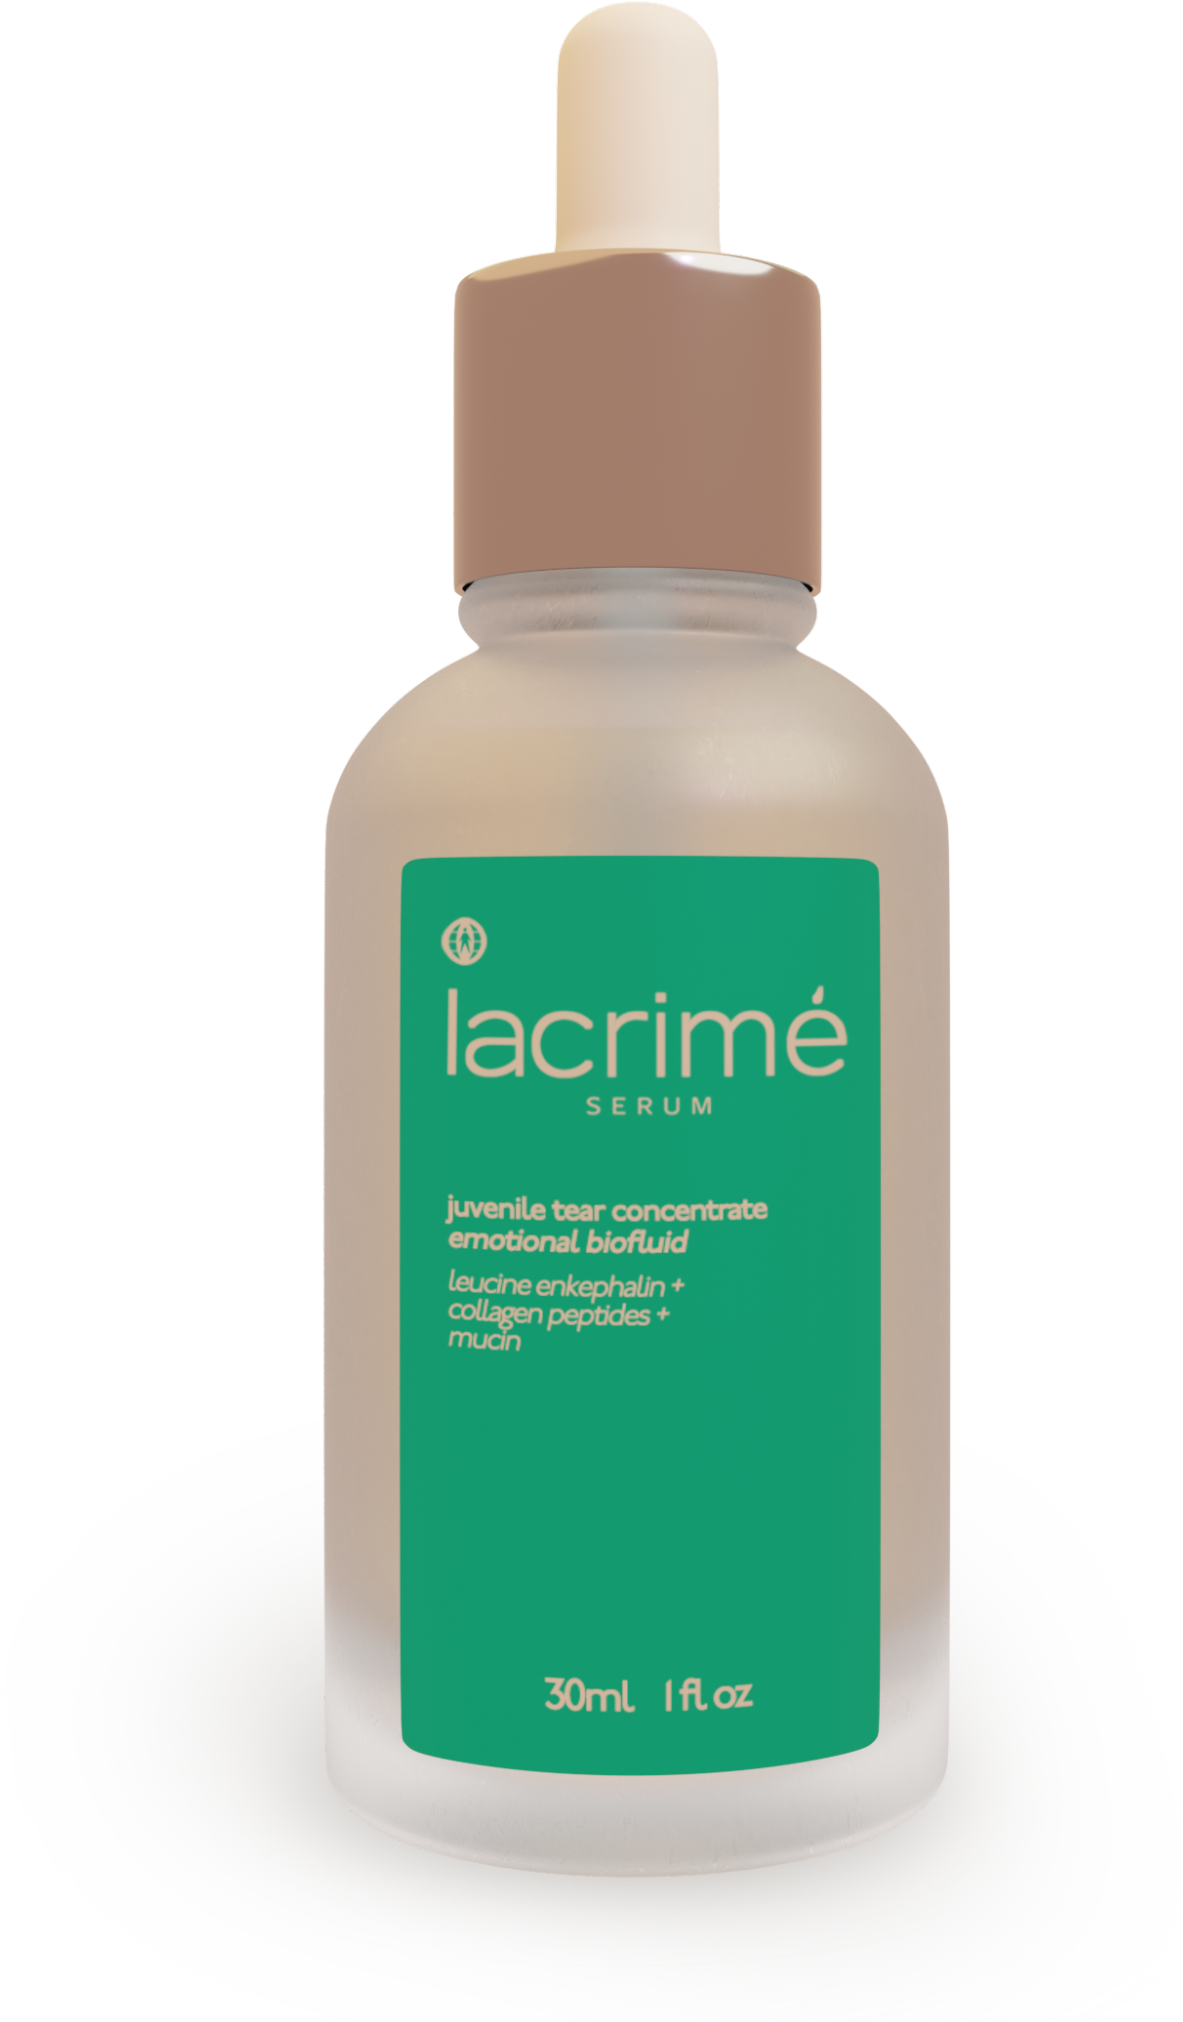 lacrimé
SERUM
juvenile tear concentrate
emotional biofluid
leucine enkephalin +
collagen peptides +
mucin
30ml 1 fl oz